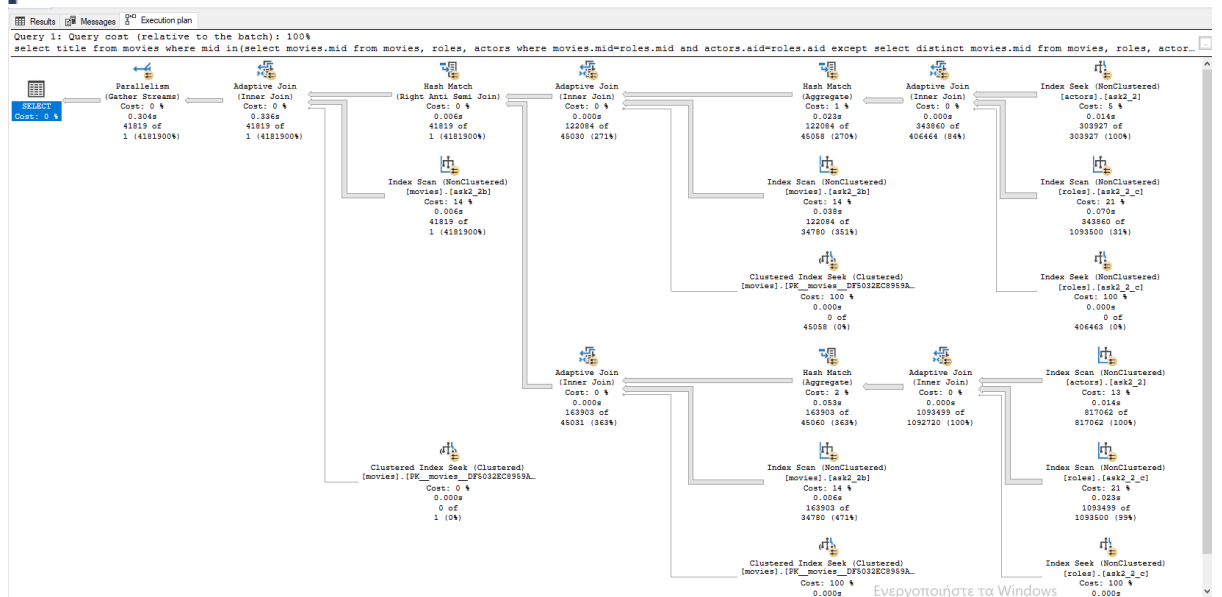 Results Messages Execution plan
Query 1: Query cost (relative to the batch): 100%
select title from movies where mid in(select movies.mid from movies, roles, actors where movies.mid=roles.mid and actors.aid=roles.aid except select distinct movies.mid from movies, roles, actor…
SELECT
Cost: 0 %
Parallelism
(Gather Streams)
Cost: 0 %
0.304s
41819 of
1 (4181900%)
Adaptive Join
(Inner Join)
Cost: 0 %
0.336s
41819 of
1 (4181900%)
Hash Match
(Right Anti Semi Join)
Cost: 0 %
0.006s
41819 of
1 (4181900%)
Adaptive Join
(Inner Join)
Cost: 0 %
0.000s
122084 of
45030 (271%)
Hash Match
(Aggregate)
Cost: 1 %
0.023s
122084 of
45058 (270%)
Adaptive Join
(Inner Join)
Cost: 0 %
0.000s
343860 of
406464 (84%)
Index Seek (NonClustered)
[actors].[ask2_2]
Cost: 5 %
0.014s
303927 of
303927 (100%)
Index Scan (NonClustered)
[movies].[ask2_2b]
Cost: 14 %
0.006s
41819 of
1 (4181900%)
Index Scan (NonClustered)
[movies].[ask2_2b]
Cost: 14 %
0.038s
122084 of
34780 (351%)
Index Scan (NonClustered)
[roles].[ask2_2_c]
Cost: 21 %
0.070s
343860 of
1093500 (31%)
Clustered Index Seek (Clustered)
[movies].[PK__movies__DF5032EC8959A…
Cost: 100 %
0.000s
0 of
45058 (0%)
Index Seek (NonClustered)
[roles].[ask2_2_c]
Cost: 100 %
0.000s
0 of
406463 (0%)
Adaptive Join
(Inner Join)
Cost: 0 %
0.000s
163903 of
45031 (363%)
Hash Match
(Aggregate)
Cost: 2 %
0.053s
163903 of
45060 (363%)
Adaptive Join
(Inner Join)
Cost: 0 %
0.000s
1093499 of
1092720 (100%)
Index Scan (NonClustered)
[actors].[ask2_2]
Cost: 13 %
0.014s
817062 of
817062 (100%)
Clustered Index Seek (Clustered)
[movies].[PK__movies__DF5032EC8959A…
Cost: 0 %
0.000s
0 of
1 (0%)
Index Scan (NonClustered)
[movies].[ask2_2b]
Cost: 14 %
0.006s
163903 of
34780 (471%)
Index Scan (NonClustered)
[roles].[ask2_2_c]
Cost: 21 %
0.023s
1093499 of
1093500 (99%)
Clustered Index Seek (Clustered)
[movies].[PK__movies__DF5032EC8959A…
Cost: 100 %
0.000s
Index Seek (NonClustered)
[roles].[ask2_2_c]
Cost: 100 %
0.000s
Ενεργοποιήστε τα Windows